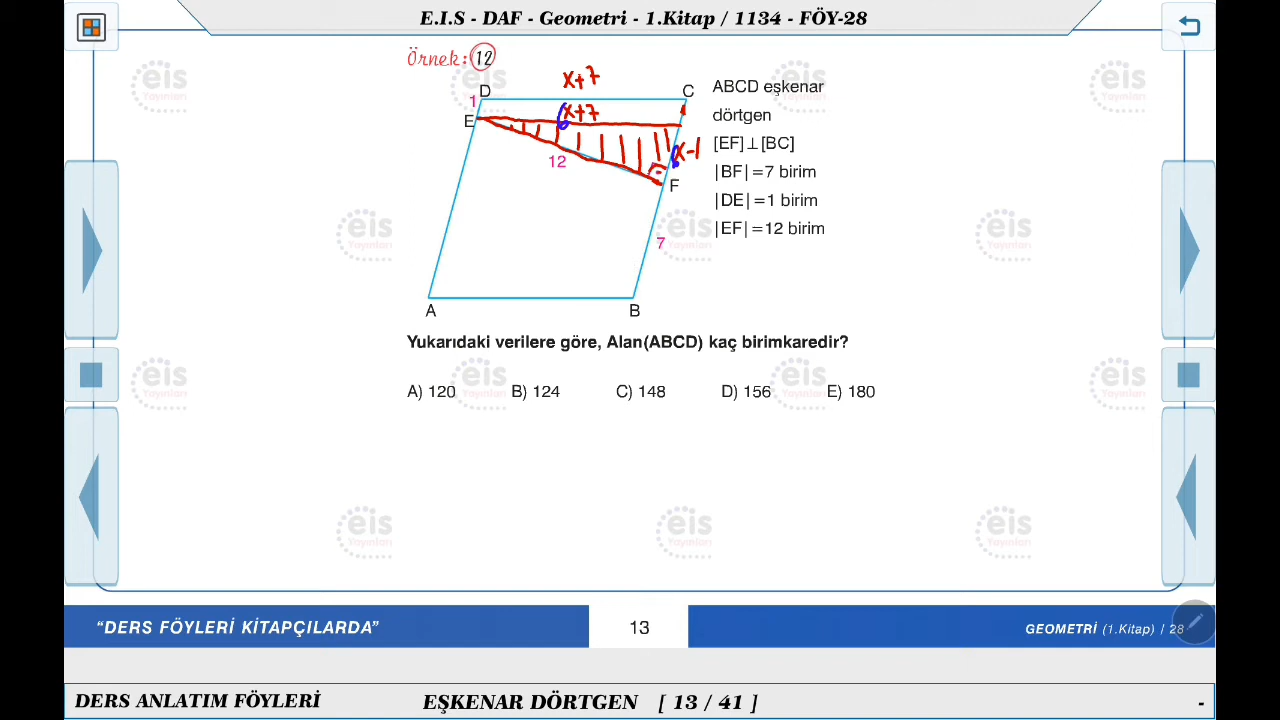 E.I.S - DAF - Geometri - 1.Kitap / 1134 - FÖY-28
Örnek: 12
x+7
D C
1 x+7
E
12 x-1
F
7
A B
ABCD eşkenar
dörtgen
[EF]⊥[BC]
|BF|=7 birim
|DE|=1 birim
|EF|=12 birim
Yukarıdaki verilere göre, Alan(ABCD) kaç birimkaredir?
A) 120 B) 124 C) 148 D) 156 E) 180
eis Yayınları
"DERS FÖYLERİ KİTAPÇILARDA"
13
GEOMETRİ (1.Kitap) / 28
DERS ANLATIM FÖYLERİ EŞKENAR DÖRTGEN [ 13 / 41 ] -